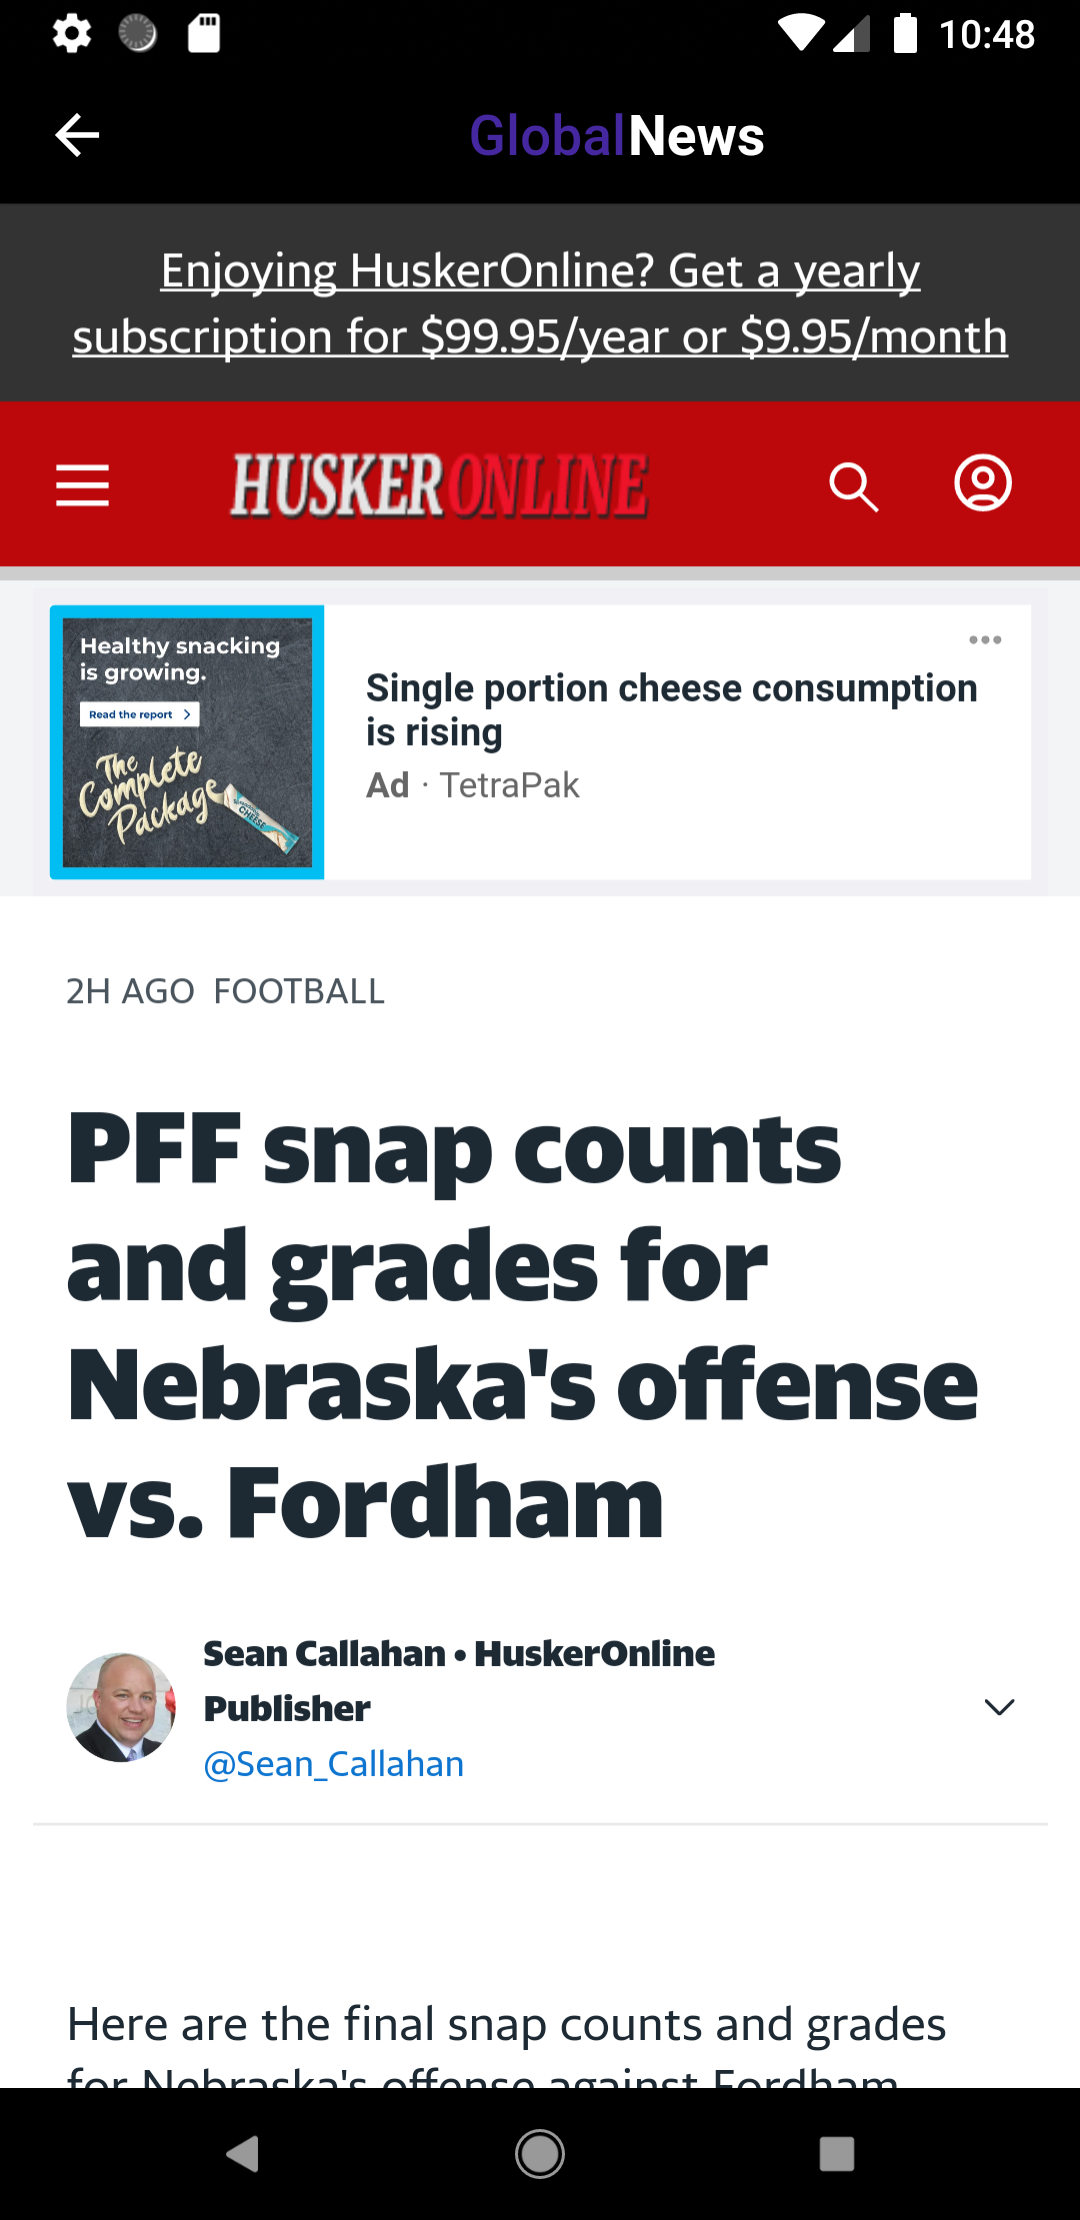 10:48
GlobalNews
Enjoying HuskerOnline? Get a yearly
subscription for $99.95/year or $9.95/month
HUSKERONLINE
Healthy snacking
is growing.
Read the report >
The
Complete
Package
CHEESE
Single portion cheese consumption
is rising
Ad · TetraPak
2H AGO FOOTBALL
PFF snap counts
and grades for
Nebraska's offense
vs. Fordham
Sean Callahan • HuskerOnline
Publisher
@Sean_Callahan
Here are the final snap counts and grades
for Nebraska's offense against Fordham